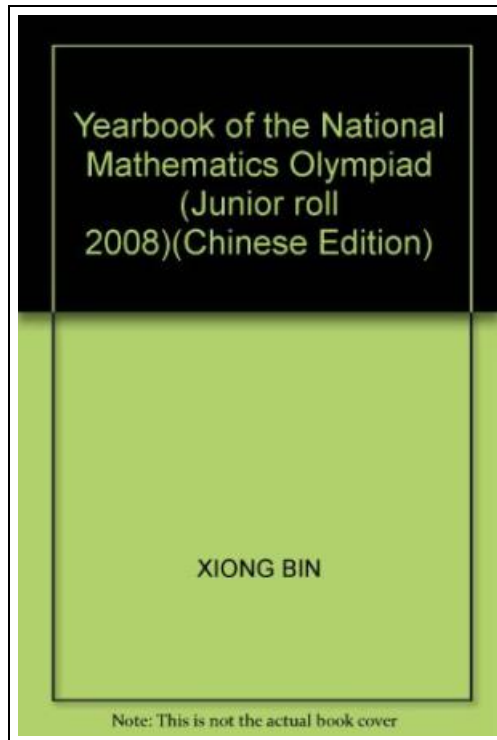 Yearbook of the National
Mathematics Olympiad
(Junior roll
2008)(Chinese Edition)
XIONG BIN
Note: This is not the actual book cover